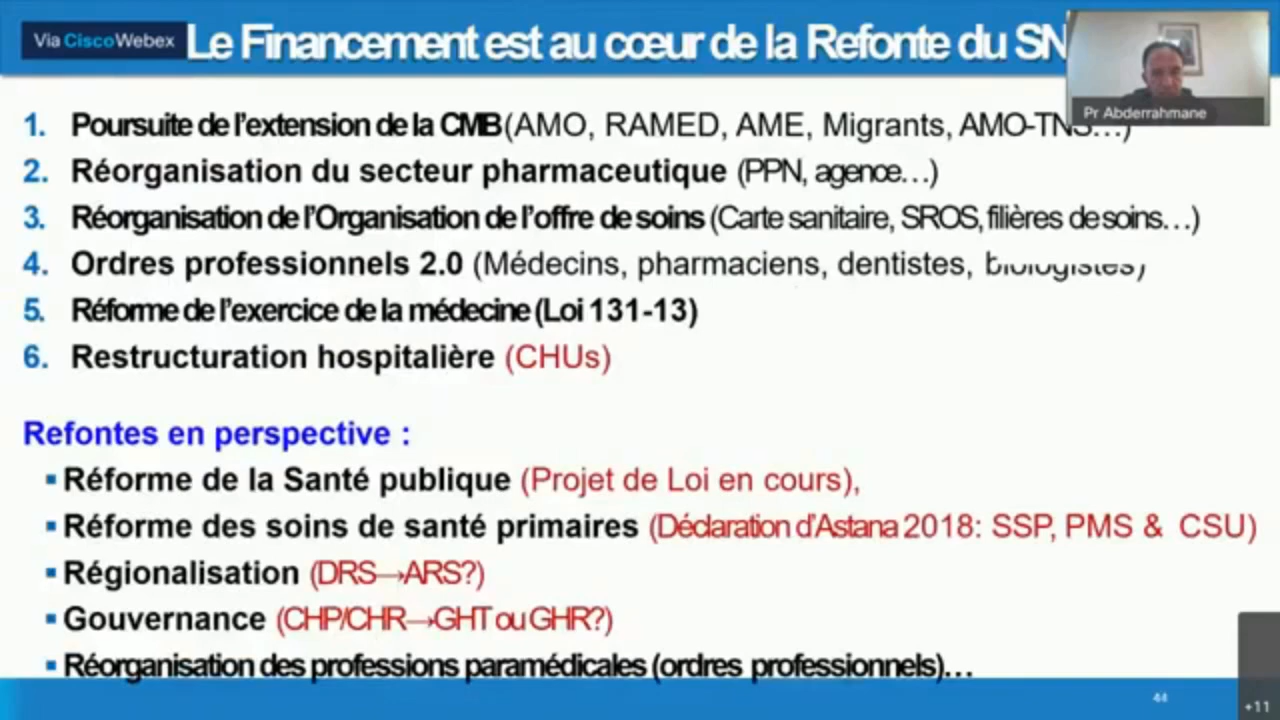 Via CiscoWebex
Le Financement est au cœur de la Refonte du SN
Pr Abderrahmane
1. Poursuite de l'extension de la CMB (AMO, RAMED, AME, Migrants, AMO-TNS…)
2. Réorganisation du secteur pharmaceutique (PPN, agence…)
3. Réorganisation de l'Organisation de l'offre de soins (Carte sanitaire, SROS, filières de soins…)
4. Ordres professionnels 2.0 (Médecins, pharmaciens, dentistes, biologistes)
5. Réforme de l'exercice de la médecine (Loi 131-13)
6. Restructuration hospitalière (CHUs)
Refontes en perspective :
▪ Réforme de la Santé publique (Projet de Loi en cours),
▪ Réforme des soins de santé primaires (Déclaration d'Astana 2018: SSP, PMS & CSU)
▪ Régionalisation (DRS→ARS?)
▪ Gouvernance (CHP/CHR→GHT ou GHR?)
▪ Réorganisation des professions paramédicales (ordres professionnels)…
44
+11